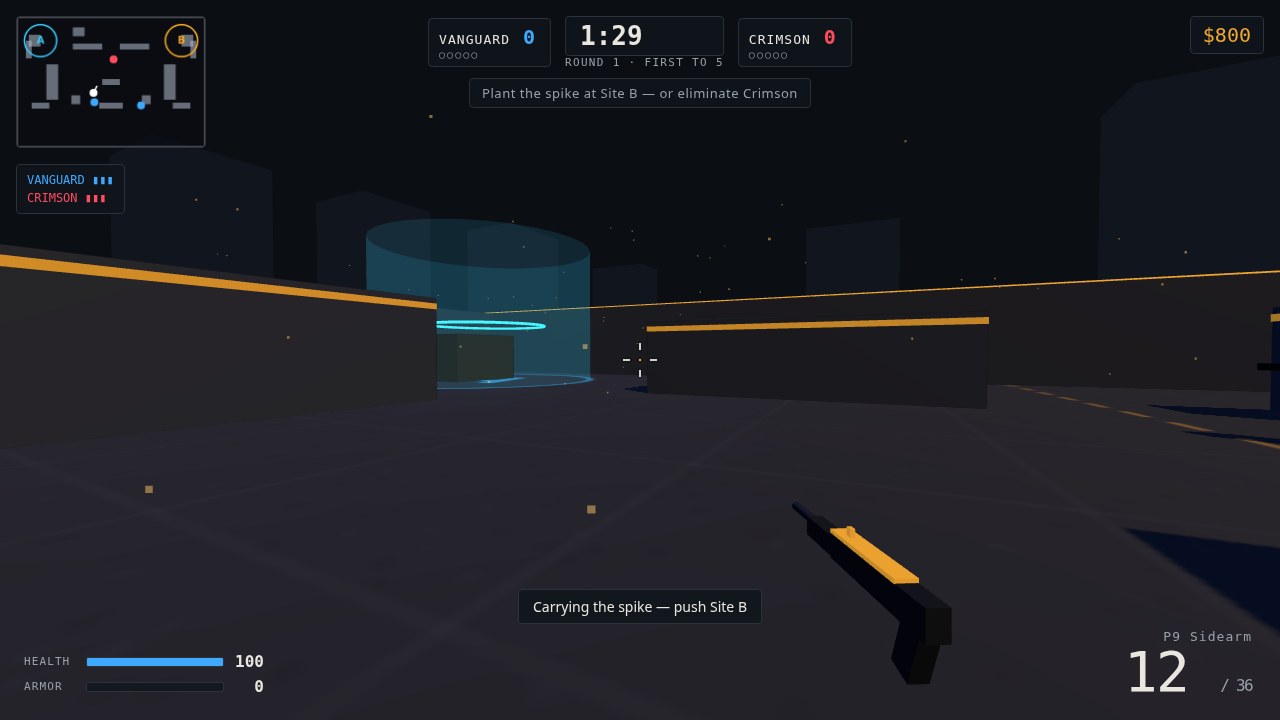 A
B
VANGUARD 0
1:29
CRIMSON 0
ROUND 1 · FIRST TO 5
$800
Plant the spike at Site B — or eliminate Crimson
VANGUARD
CRIMSON
Carrying the spike — push Site B
HEALTH 100
ARMOR 0
P9 Sidearm
12 / 36